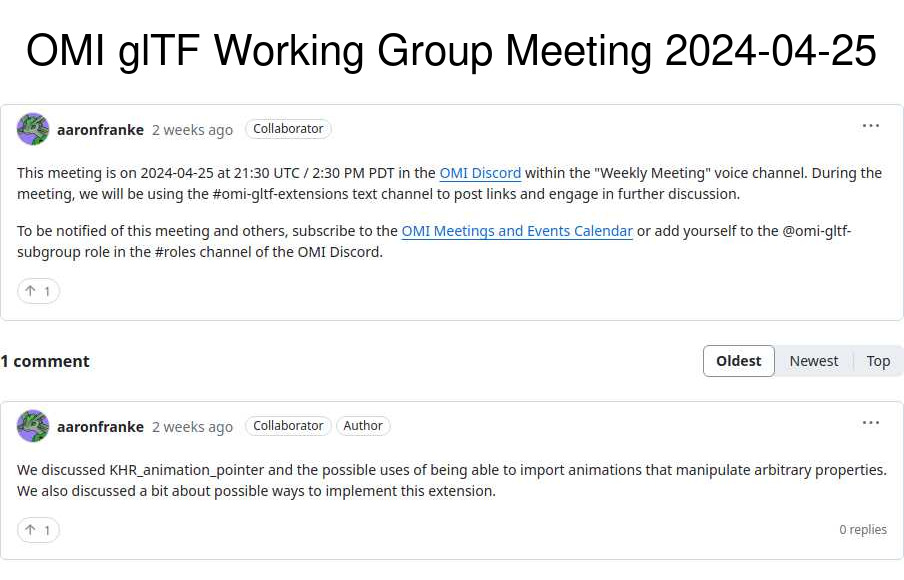 OMI glTF Working Group Meeting 2024-04-25
aaronfranke 2 weeks ago Collaborator ...
This meeting is on 2024-04-25 at 21:30 UTC / 2:30 PM PDT in the OMI Discord within the "Weekly Meeting" voice channel. During the
meeting, we will be using the #omi-gltf-extensions text channel to post links and engage in further discussion.
To be notified of this meeting and others, subscribe to the OMI Meetings and Events Calendar or add yourself to the @omi-gltf-
subgroup role in the #roles channel of the OMI Discord.
↑ 1
1 comment Oldest Newest Top
aaronfranke 2 weeks ago Collaborator Author ...
We discussed KHR_animation_pointer and the possible uses of being able to import animations that manipulate arbitrary properties.
We also discussed a bit about possible ways to implement this extension.
↑ 1 0 replies